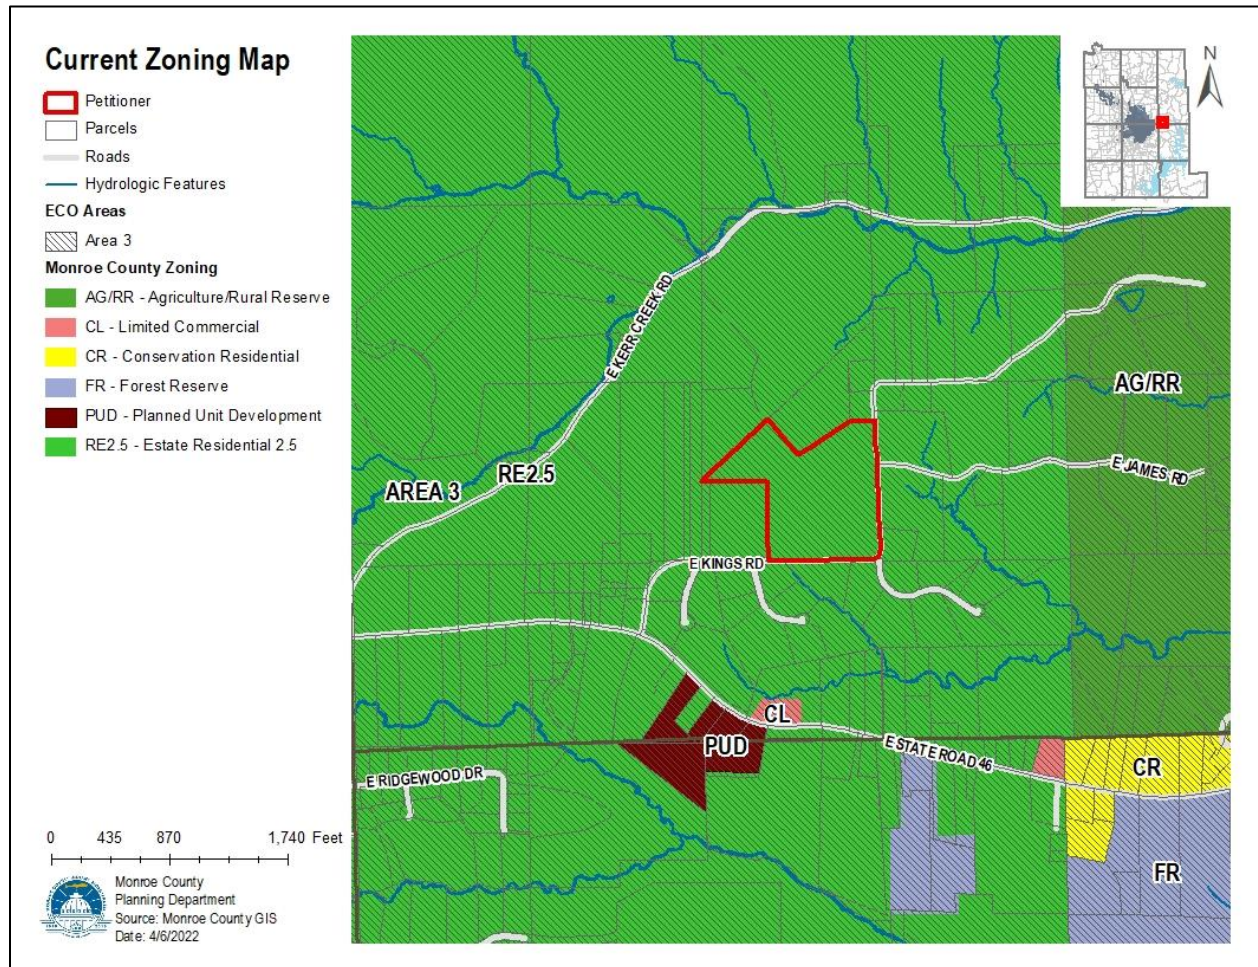 Current Zoning Map
Petitioner
Parcels
Roads
Hydrologic Features
ECO Areas
Area 3
Monroe County Zoning
AG/RR - Agriculture/Rural Reserve
CL - Limited Commercial
CR - Conservation Residential
FR - Forest Reserve
PUD - Planned Unit Development
RE2.5 - Estate Residential 2.5
N
E KERR CREEK RD
AG/RR
E JAMES RD
RE2.5
AREA 3
E KINGS RD
CL
PUD
E STATE ROAD 46
CR
E RIDGEWOOD DR
FR
0 435 870 1,740 Feet
Monroe County
Planning Department
Source: Monroe County GIS
Date: 4/6/2022